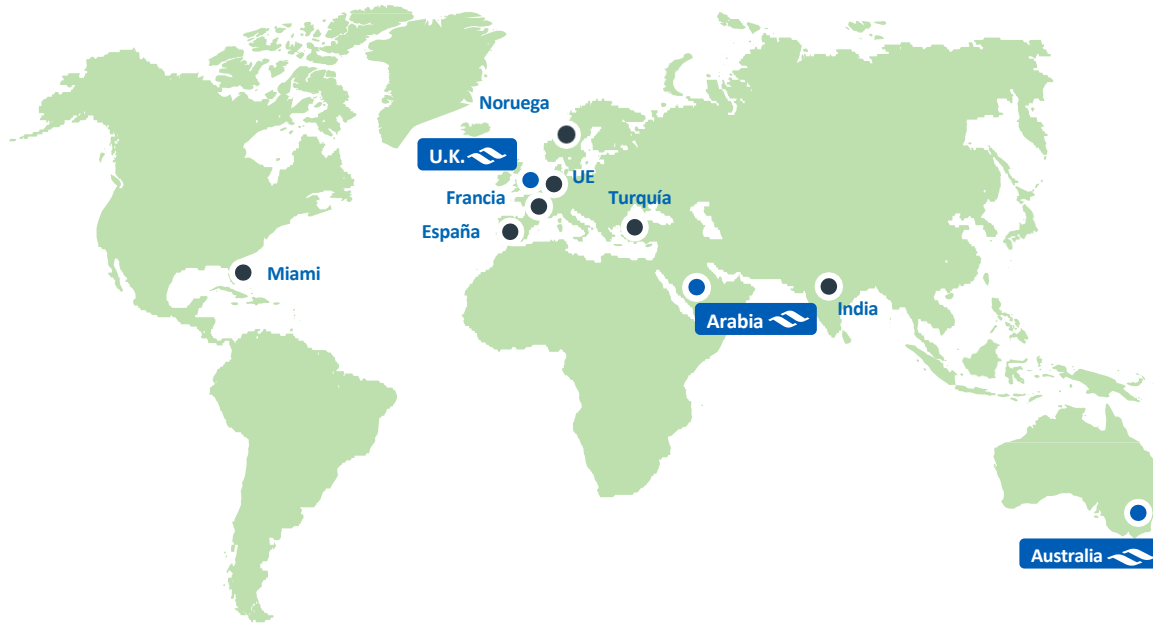 Noruega
U.K.
UE
Francia
Turquía
España
Miami
India
Arabia
Australia